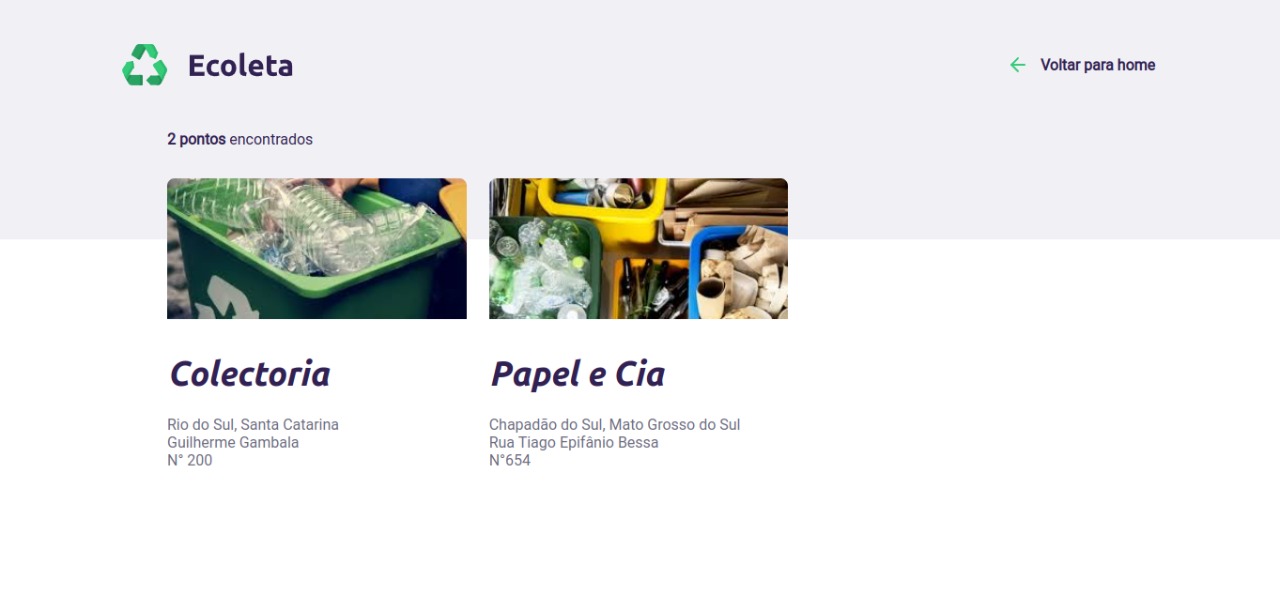 Ecoleta
Voltar para home
2 pontos encontrados
Colectoria
Rio do Sul, Santa Catarina
Guilherme Gambala
N° 200
Papel e Cia
Chapadão do Sul, Mato Grosso do Sul
Rua Tiago Epifânio Bessa
N°654